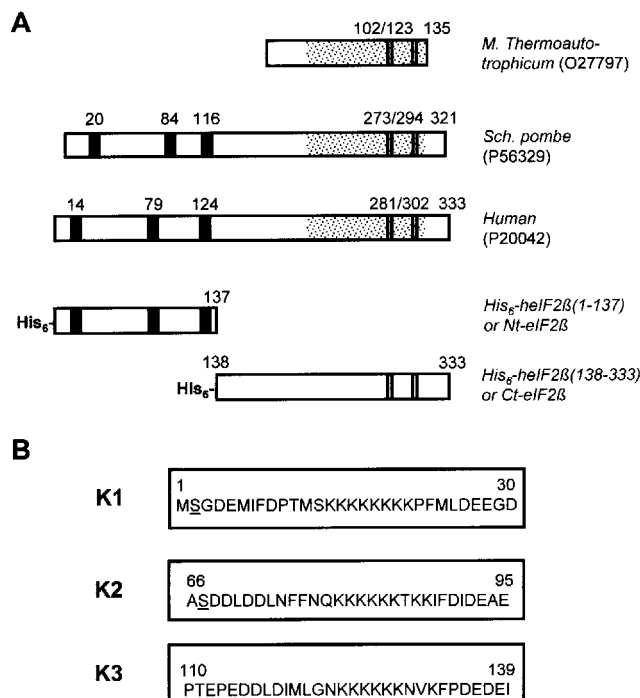 A
102/123 135
M. Thermoauto-
trophicum (O27797)
20 84 116 273/294 321
Sch. pombe
(P56329)
14 79 124 281/302 333
Human
(P20042)
137
His₆-
His₆-heIF2ß(1-137)
or Nt-eIF2ß
138 333
HIs₆-
His₆-heIF2ß(138-333)
or Ct-eIF2ß
B
K1
1 30
MSGDEMIFDPTMSKKKKKKKKPFMLDEEGD
K2
66 95
ASDDLDDLNFFNQKKKKKKTKKIFDIDEAE
K3
110 139
PTEPEDDLDIMLGNKKKKKKNVKFPDEDEI